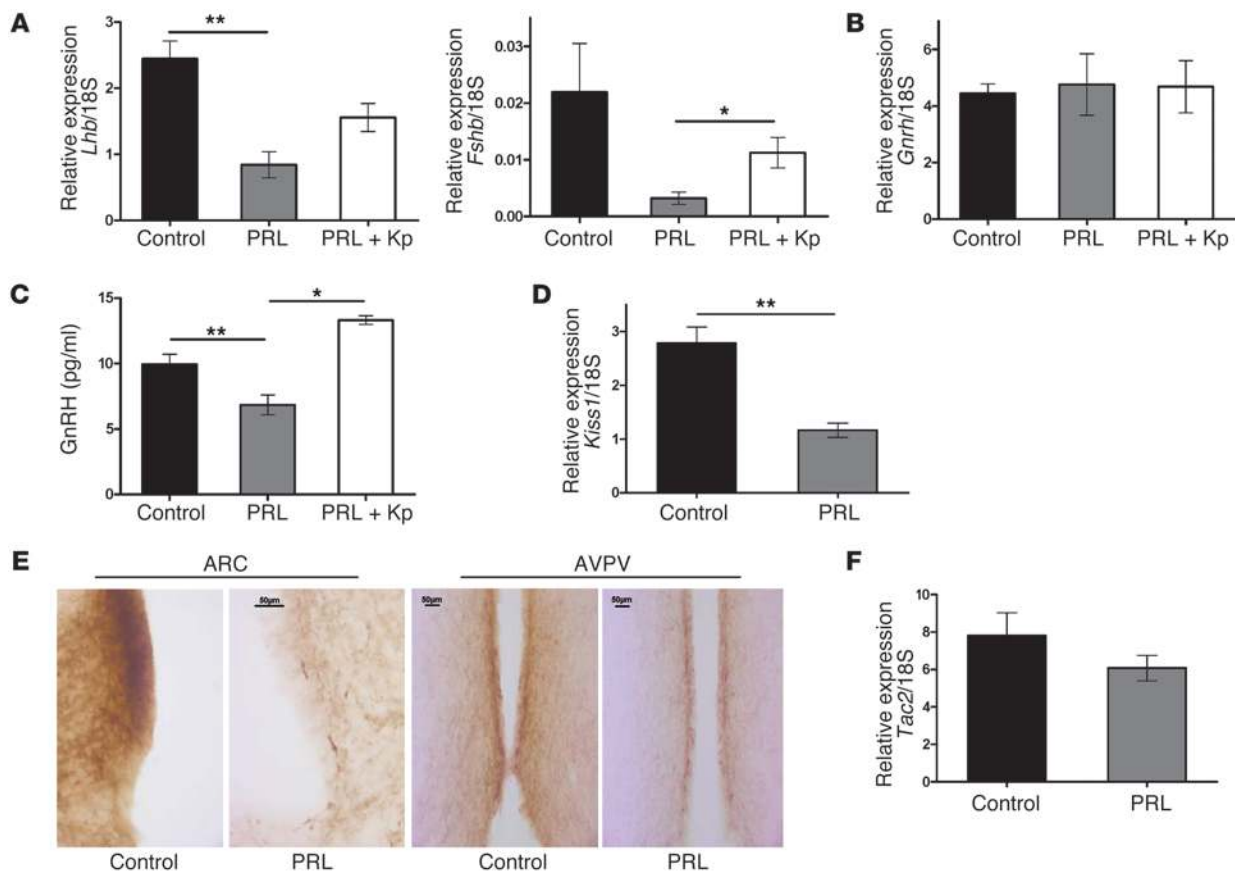 A
Relative expression
Lhb/18S
3
2
1
0
**
Control
PRL
PRL + Kp
Relative expression
Fshb/18S
0.03
0.02
0.01
0.00
*
Control
PRL
PRL + Kp
B
Relative expression
Gnrh/18S
6
4
2
0
Control
PRL
PRL + Kp
C
GnRH (pg/ml)
15
10
5
0
**
*
Control
PRL
PRL + Kp
D
Relative expression
Kiss1/18S
3
2
1
0
**
Control
PRL
E
ARC
AVPV
50µm
50µm
50µm
Control
PRL
Control
PRL
F
Relative expression
Tac2/18S
10
8
6
4
2
0
Control
PRL